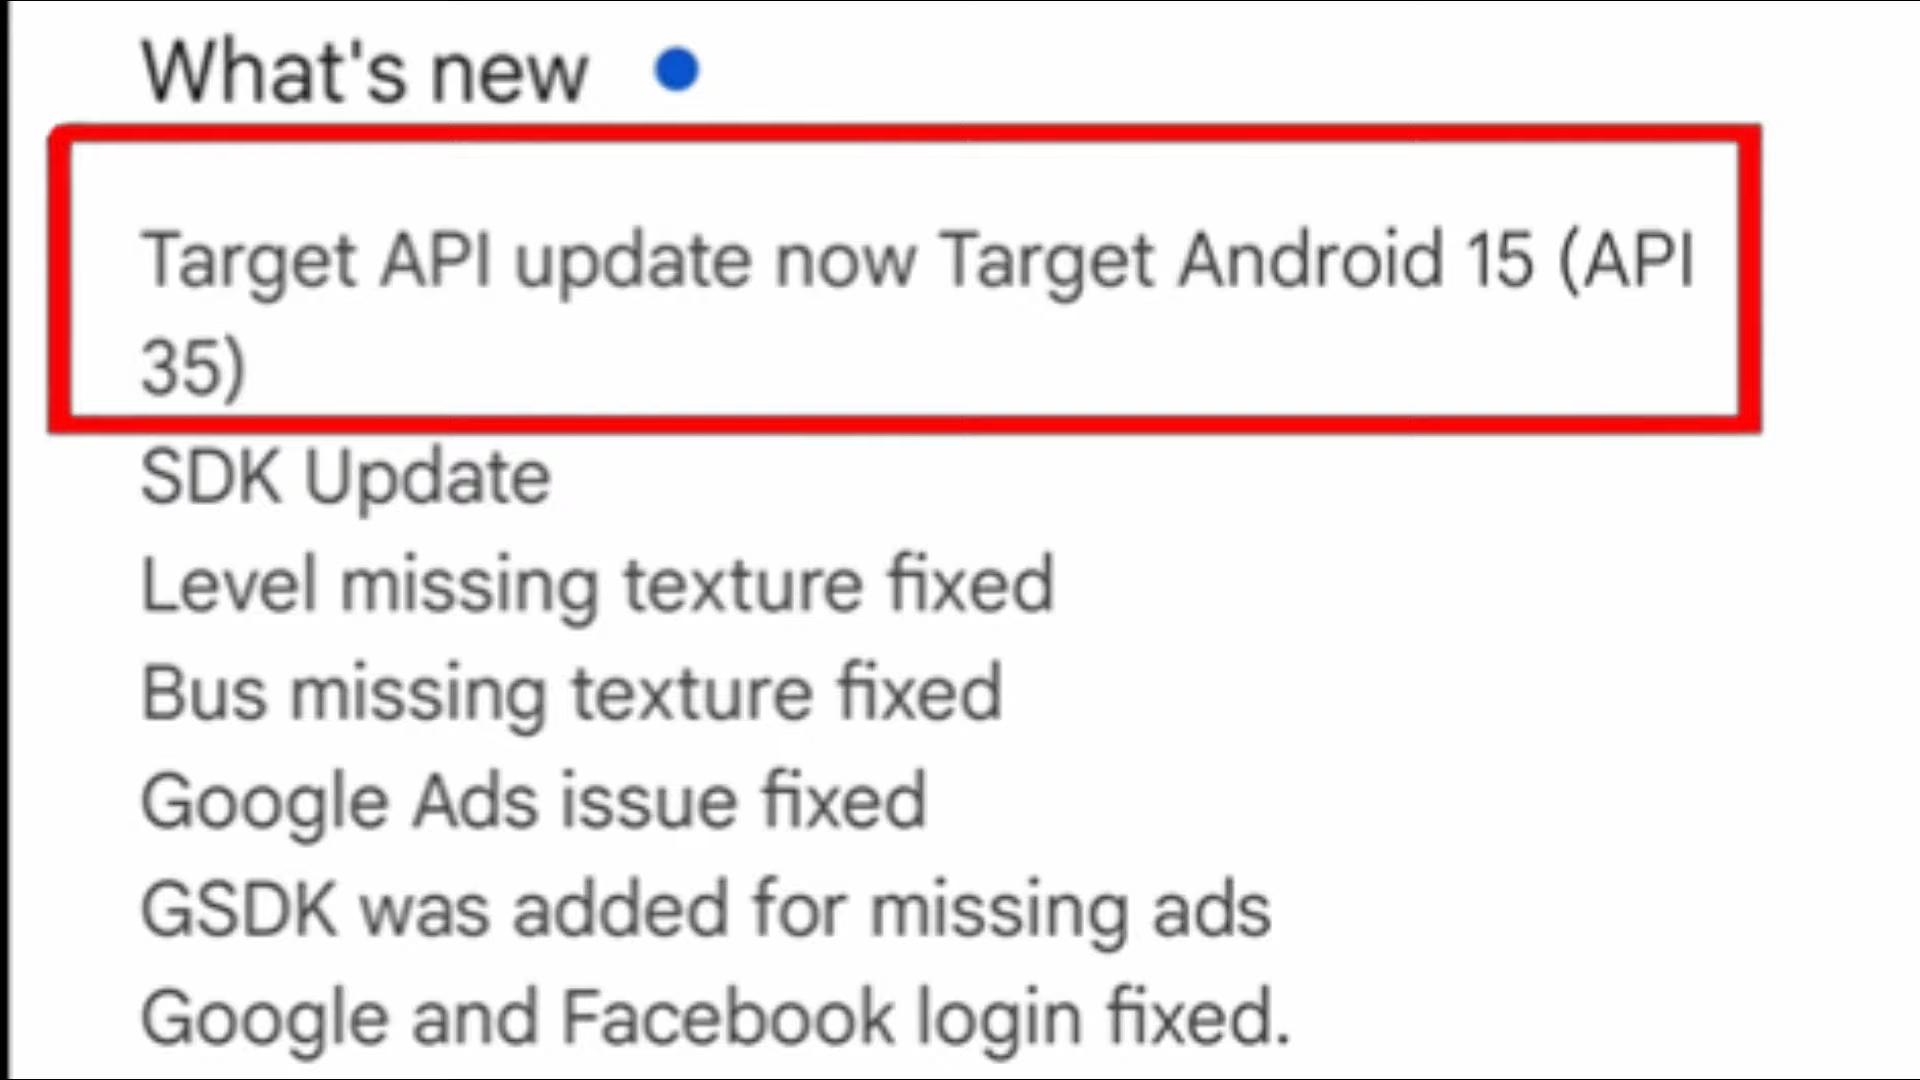 What's new
Target API update now Target Android 15 (API
35)
SDK Update
Level missing texture fixed
Bus missing texture fixed
Google Ads issue fixed
GSDK was added for missing ads
Google and Facebook login fixed.